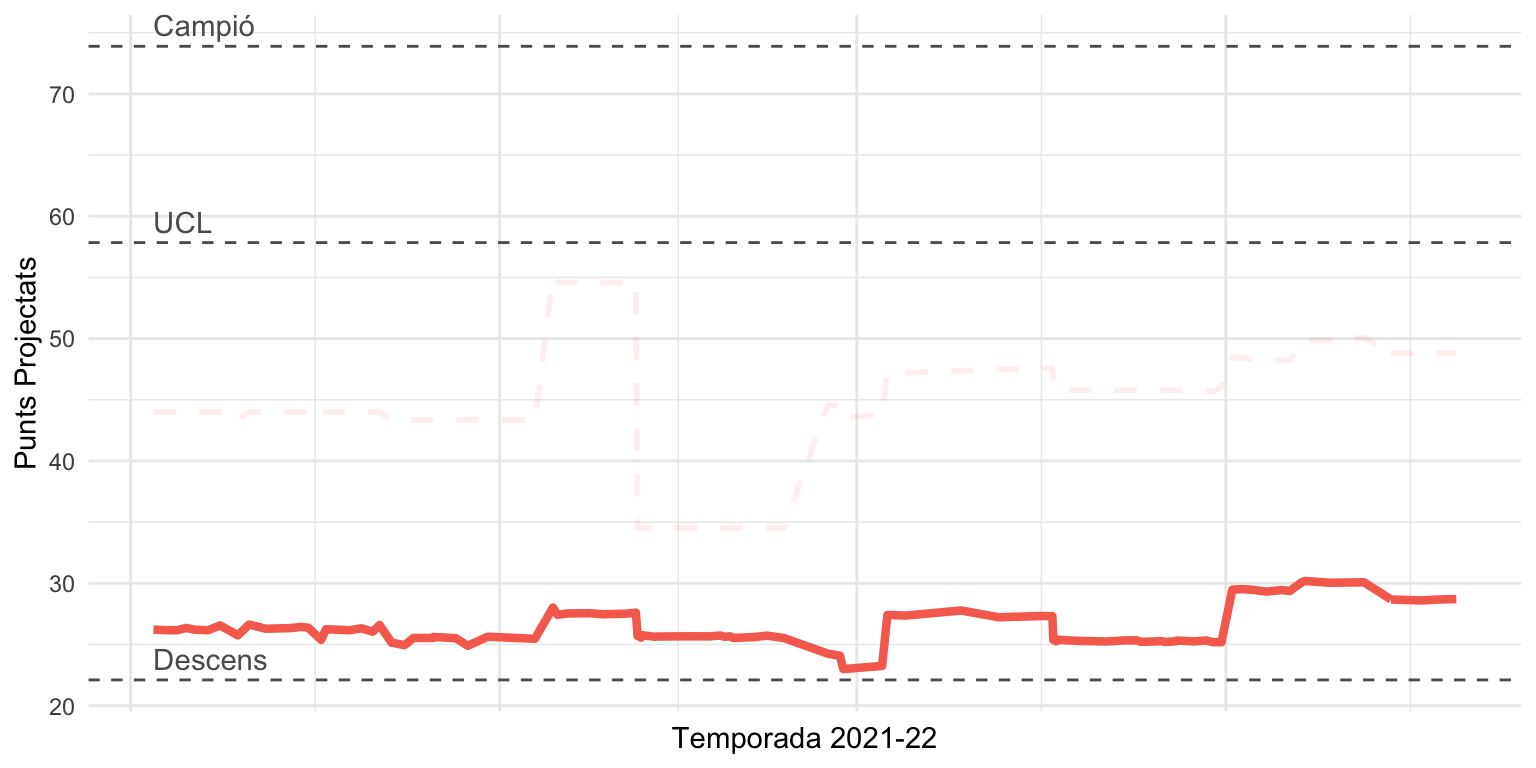 Campió
70
60
UCL
50
40
30
Descens
20
Punts Projectats
Temporada 2021-22